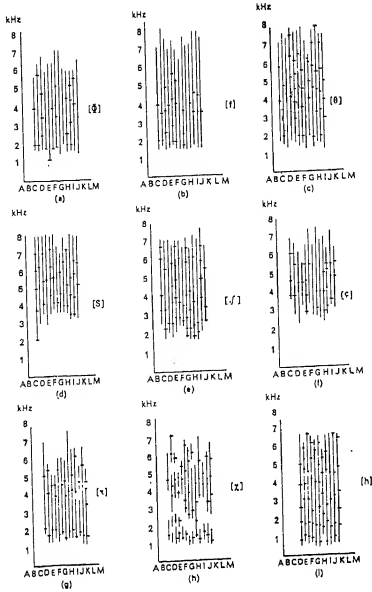 kHz
8
7
6
5
4
3
2
1
[Φ]
ABCDEFGHIJKLM
(a)
kHz
8
7
6
5
4
3
2
1
[f]
ABCDEFGHIJKLM
(b)
kHz
8
7
6
5
4
3
2
1
[θ]
ABCDEFGHIJKLM
(c)
kHz
8
7
6
5
4
3
2
1
[S]
ABCDEFGHIJKLM
(d)
kHz
8
7
6
5
4
3
2
1
[ʃ]
ABCDEFGHIJKLM
(e)
kHz
8
7
6
5
4
3
2
1
[ç]
ABCDEFGHIJKLM
(f)
kHz
8
7
6
5
4
3
2
1
ABCDEFGHIJKLM
(g)
kHz
8
7
6
5
4
3
2
1
[χ]
ABCDEFGHIJKLM
(h)
kHz
8
7
6
5
4
3
2
1
[h]
ABCDEFGHIJKLM
(i)